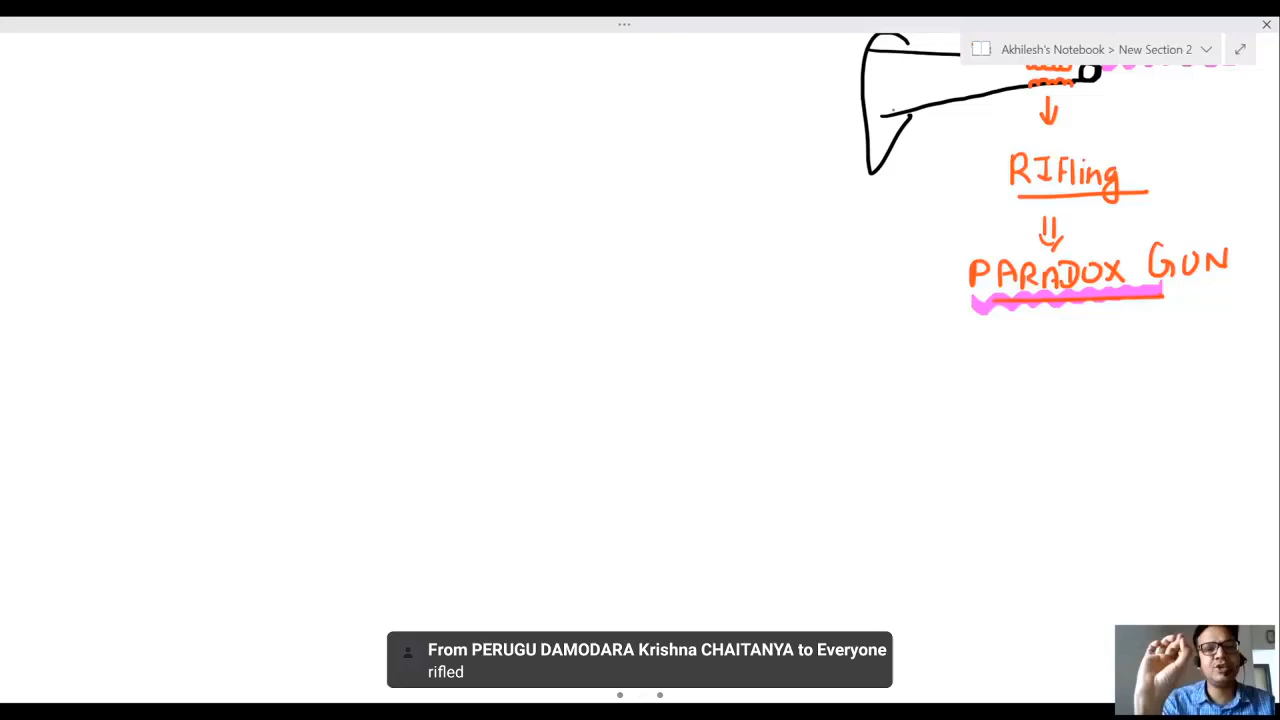 Akhilesh's Notebook > New Section 2
RIFling
PARADOX GUN
From PERUGU DAMODARA Krishna CHAITANYA to Everyone
rifled